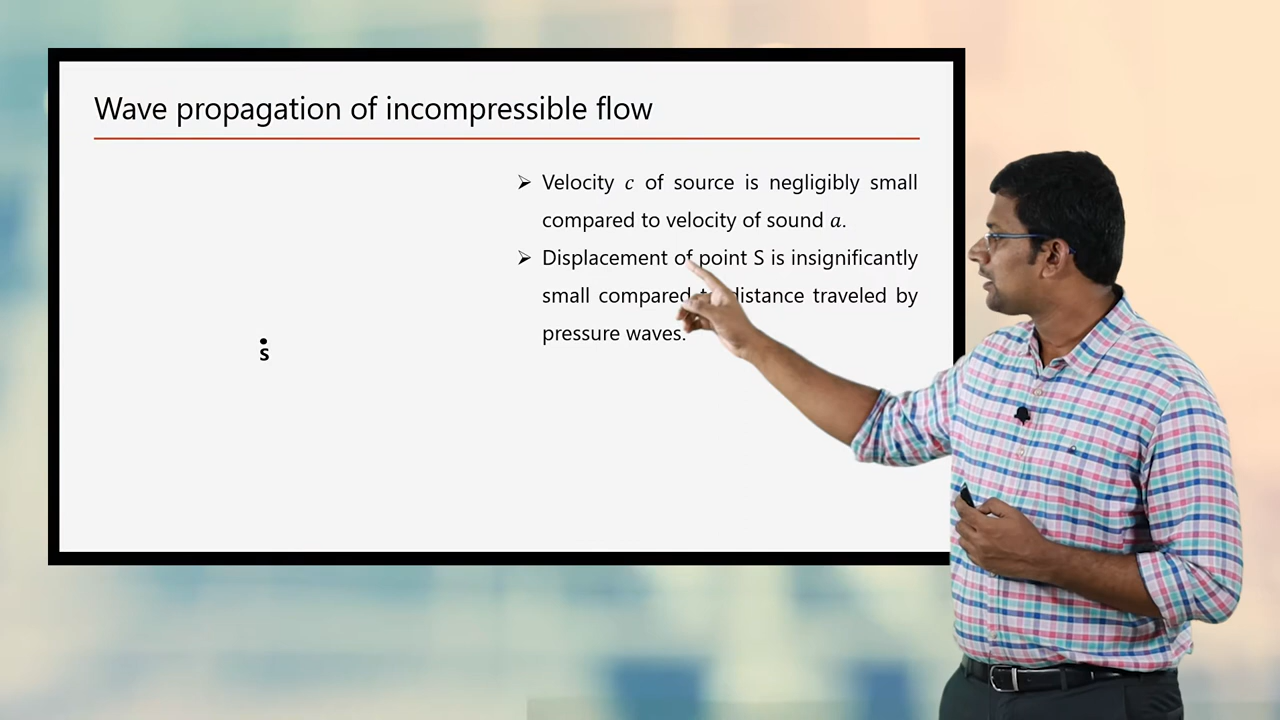 Wave propagation of incompressible flow
➢ Velocity c of source is negligibly small
compared to velocity of sound a.
➢ Displacement of point S is insignificantly
small compared to distance traveled by
pressure waves.
S